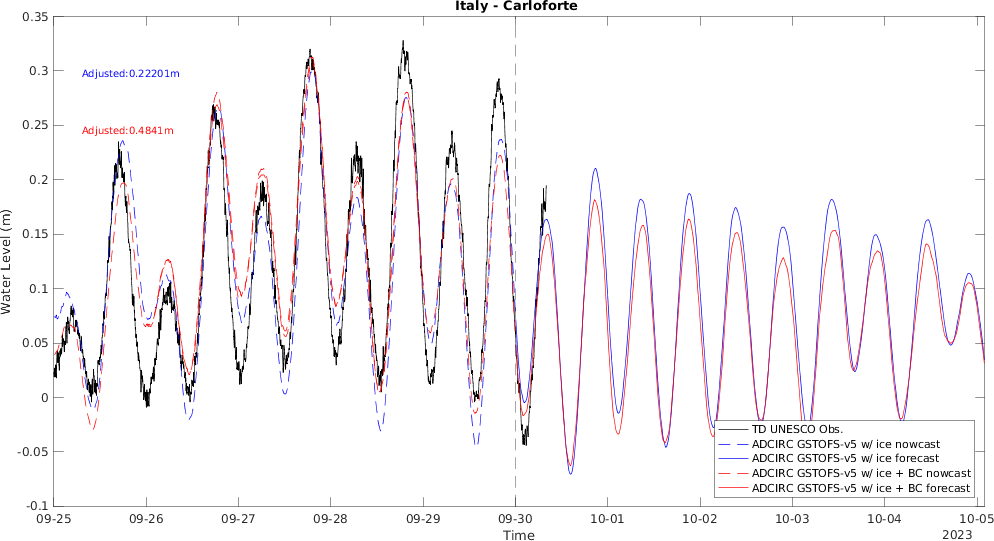 Italy - Carloforte
0.35
0.3
0.25
0.2
0.15
0.1
0.05
0
-0.05
-0.1
Water Level (m)
Adjusted:0.22201m
Adjusted:0.4841m
TD UNESCO Obs.
ADCIRC GSTOFS-v5 w/ ice nowcast
ADCIRC GSTOFS-v5 w/ ice forecast
ADCIRC GSTOFS-v5 w/ ice + BC nowcast
ADCIRC GSTOFS-v5 w/ ice + BC forecast
09-25 09-26 09-27 09-28 09-29 09-30 10-01 10-02 10-03 10-04 10-05
Time
2023